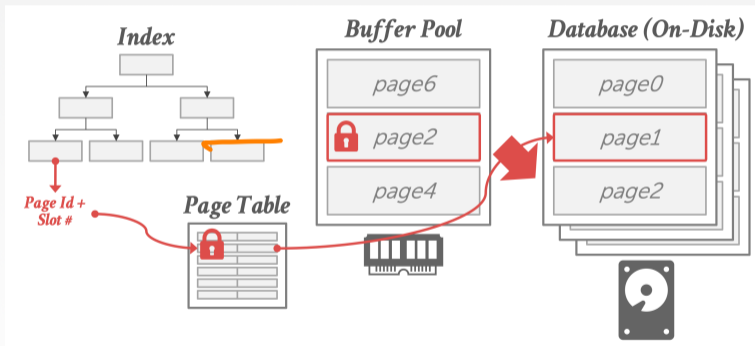 Index
Buffer Pool
Database (On-Disk)
page6
page2
page4
page0
page1
page2
Page Id +
Slot #
Page Table